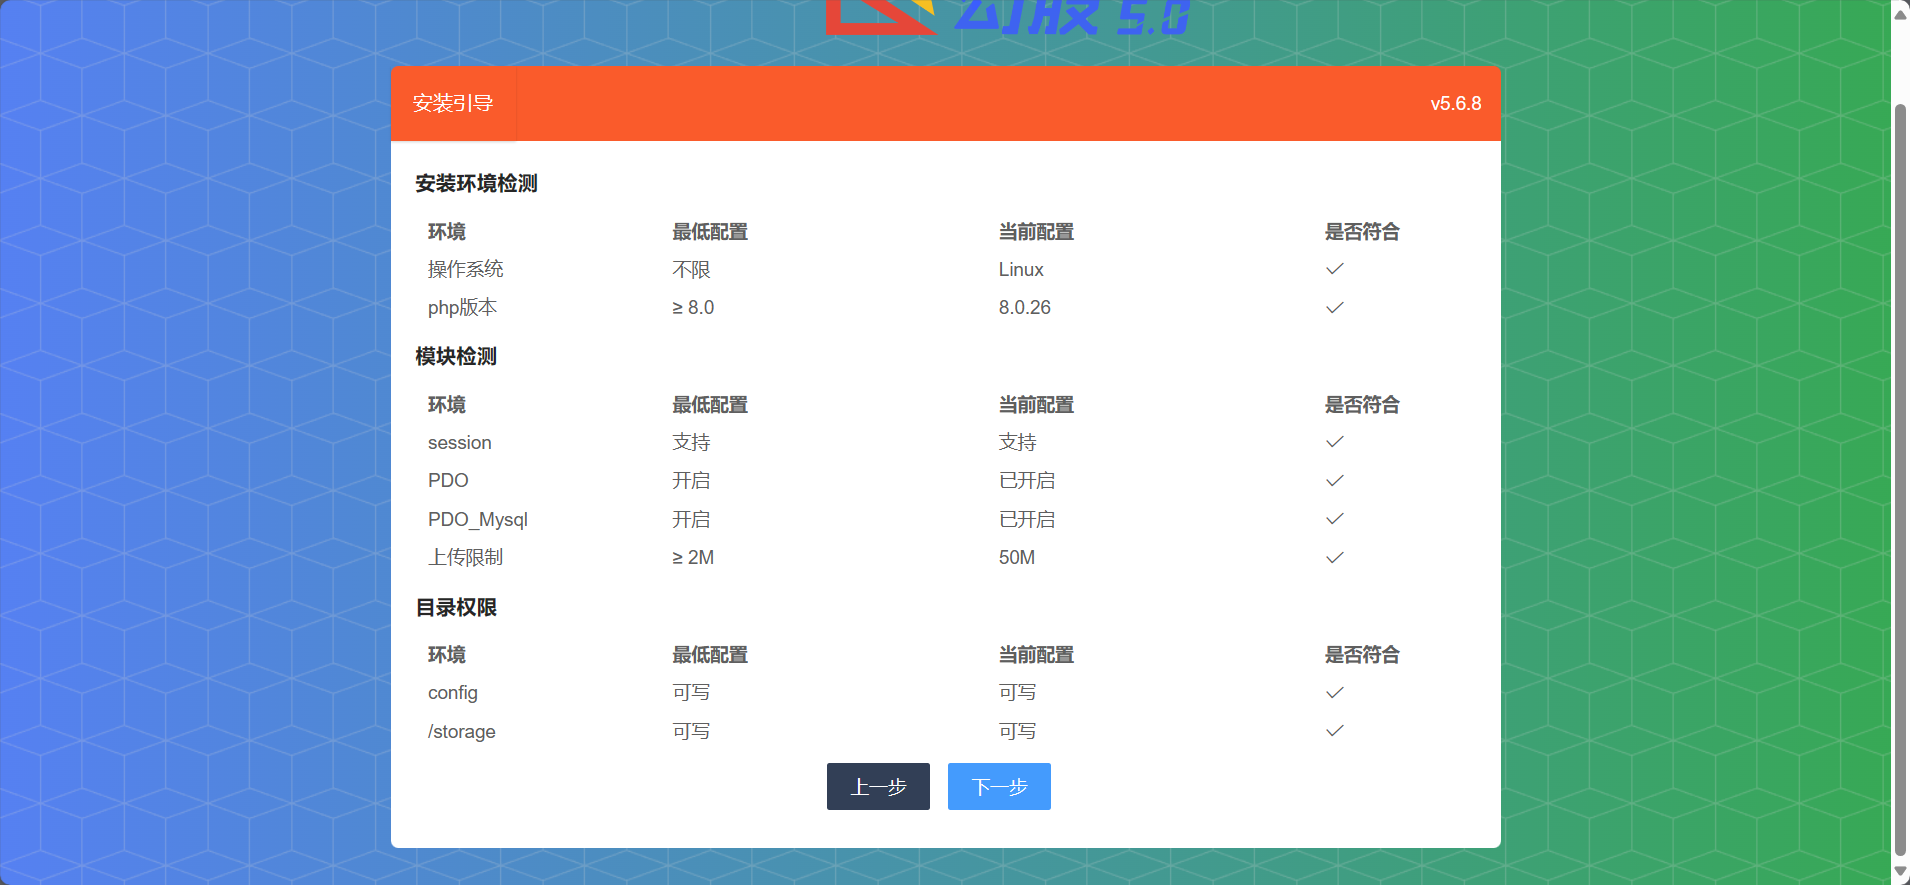 勾股 5.0
安装引导 v5.6.8
安装环境检测
环境 最低配置 当前配置 是否符合
操作系统 不限 Linux
php版本 ≥ 8.0 8.0.26
模块检测
环境 最低配置 当前配置 是否符合
session 支持 支持
PDO 开启 已开启
PDO_Mysql 开启 已开启
上传限制 ≥ 2M 50M
目录权限
环境 最低配置 当前配置 是否符合
config 可写 可写
/storage 可写 可写
上一步 下一步